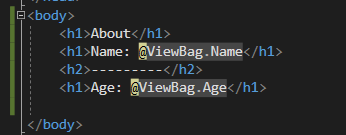 <body>
<h1>About</h1>
<h1>Name: @ViewBag.Name</h1>
<h2>---------</h2>
<h1>Age: @ViewBag.Age</h1>
</body>